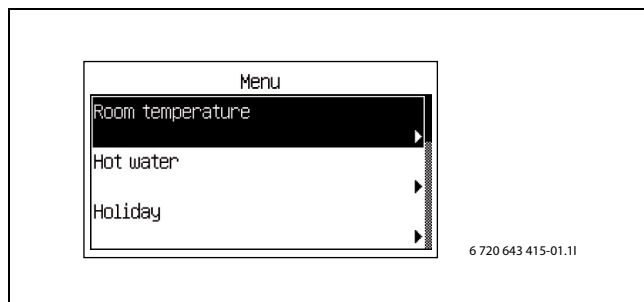 Menu
Room temperature
Hot water
Holiday
6 720 643 415-01.1I